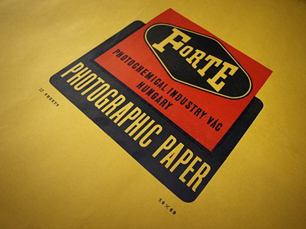 FORTE
PHOTOCHEMICAL INDUSTRY VÁC
HUNGARY
PHOTOGRAPHIC PAPER